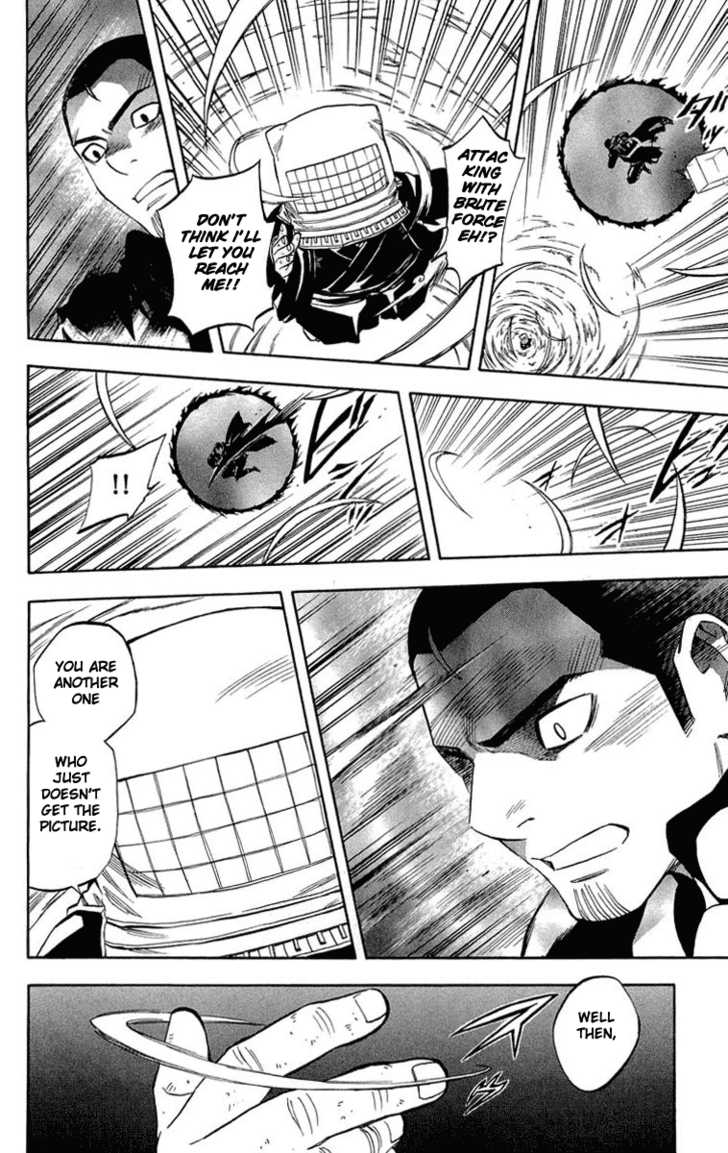 ATTAC
KING
WITH
BRUTE
FORCE
EH!?
DON'T
THINK I'LL
LET YOU
REACH
ME!!
!!
YOU ARE
ANOTHER
ONE
WHO
JUST
DOESN'T
GET THE
PICTURE.
WELL
THEN,